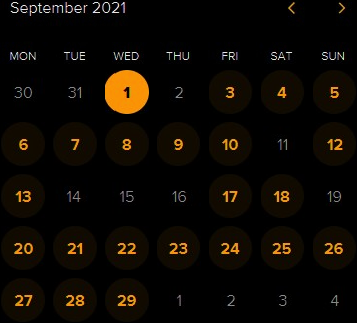 September 2021
MON TUE WED THU FRI SAT SUN
30 31 1 2 3 4 5
6 7 8 9 10 11 12
13 14 15 16 17 18 19
20 21 22 23 24 25 26
27 28 29 1 2 3 4